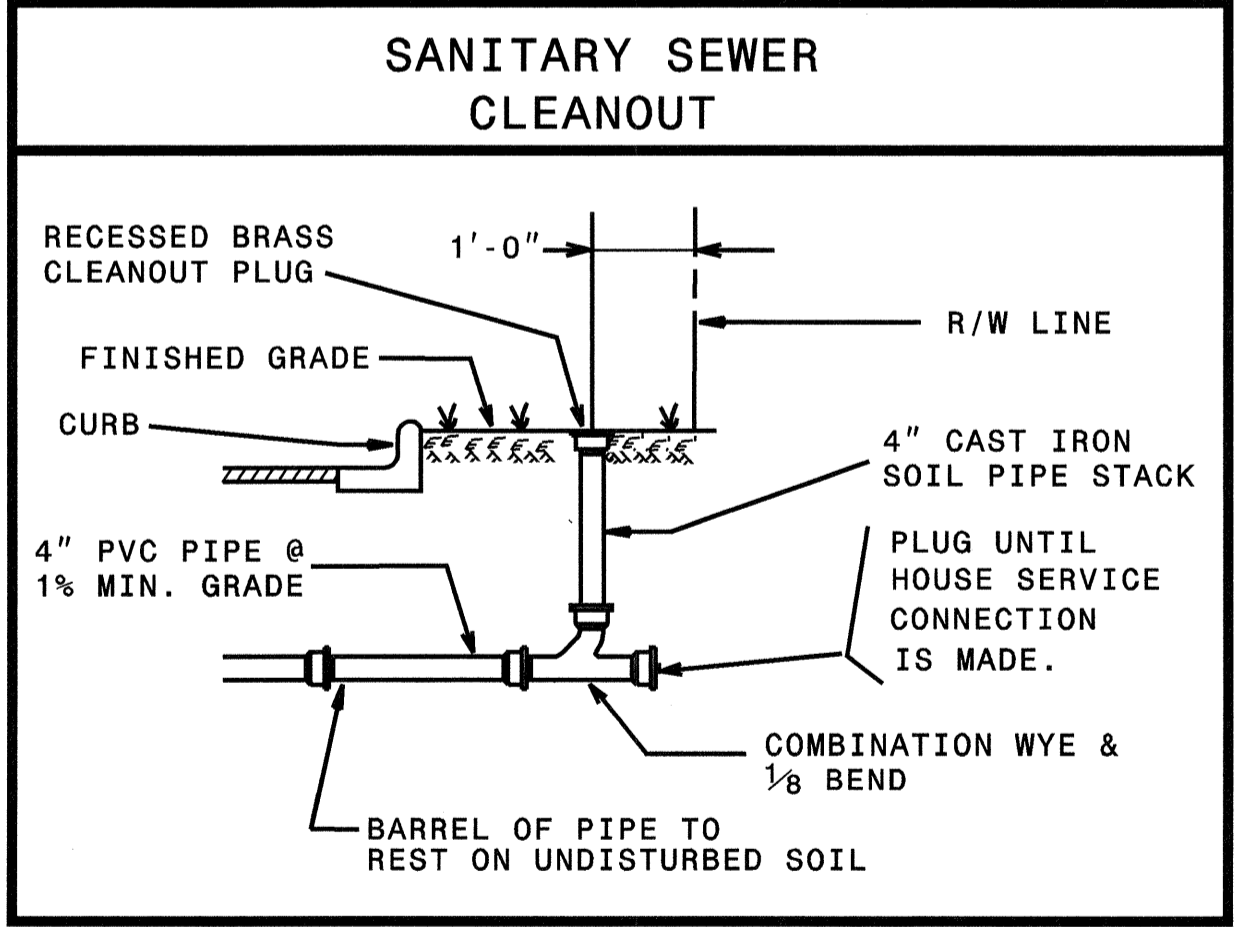 SANITARY SEWER
CLEANOUT
RECESSED BRASS
CLEANOUT PLUG
1'-0"
R/W LINE
FINISHED GRADE
CURB
4" CAST IRON
SOIL PIPE STACK
4" PVC PIPE @
1% MIN. GRADE
PLUG UNTIL
HOUSE SERVICE
CONNECTION
IS MADE.
COMBINATION WYE &
1/8 BEND
BARREL OF PIPE TO
REST ON UNDISTURBED SOIL